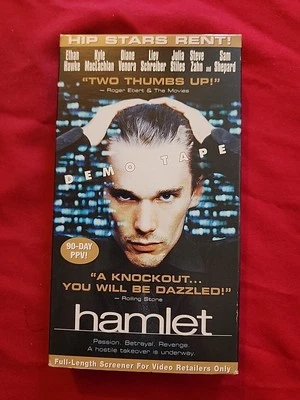 HIP STARS RENT!
Ethan Hawke Kyle MacLachlan Diane Venora Liev Schreiber Julia Stiles Steve Zahn and Sam Shepard
"TWO THUMBS UP!"
– Roger Ebert & The Movies
DEMO TAPE
90-DAY
PPV!
"A KNOCKOUT...
YOU WILL BE DAZZLED!"
– Rolling Stone
hamlet
Passion. Betrayal. Revenge.
A hostile takeover is underway.
Full-Length Screener For Video Retailers Only